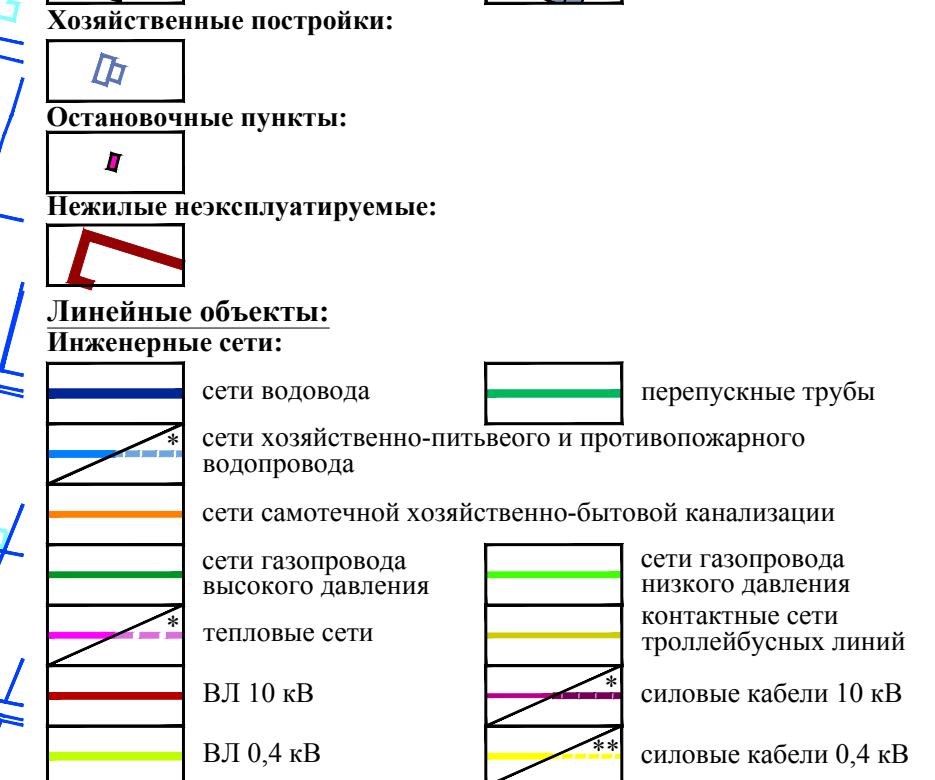 Хозяйственные постройки:
Остановочные пункты:
Нежилые неэксплуатируемые:
Линейные объекты:
Инженерные сети:
сети водовода
перепускные трубы
*
сети хозяйственно-питьвеого и противопожарного
водопровода
сети самотечной хозяйственно-бытовой канализации
сети газопровода
высокого давления
сети газопровода
низкого давления
*
тепловые сети
контактные сети
троллейбусных линий
ВЛ 10 кВ
*
силовые кабели 10 кВ
ВЛ 0,4 кВ
**
силовые кабели 0,4 кВ